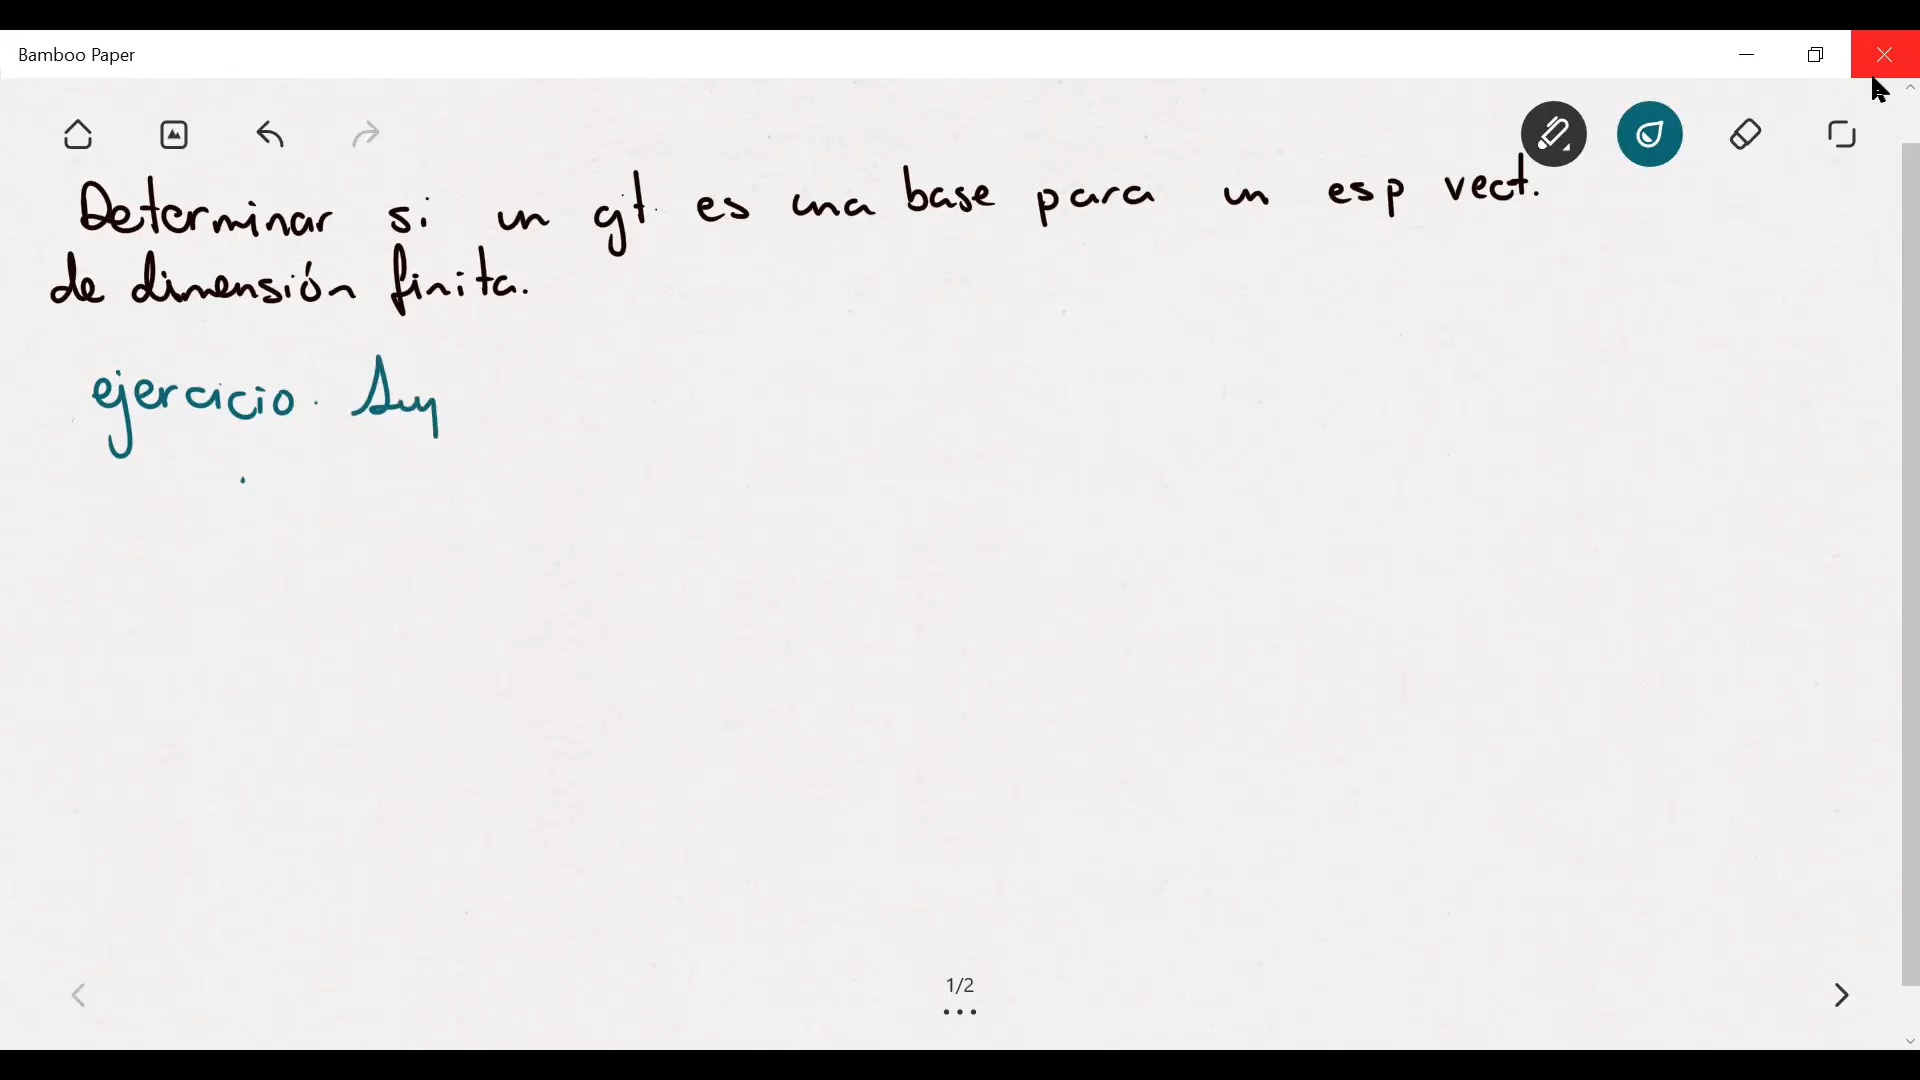 Bamboo Paper
Determinar si un gt. es una base para un esp vect.
de dimensión finita.
ejercicio. Sup
1/2